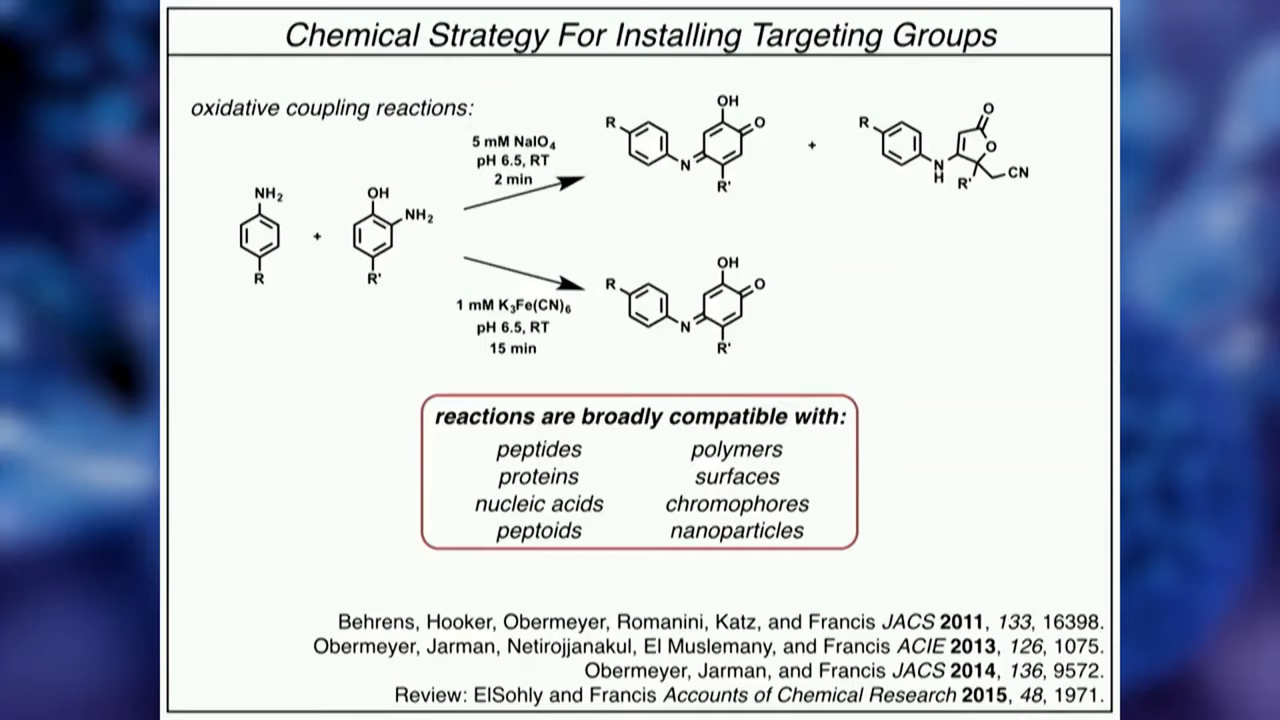 Chemical Strategy For Installing Targeting Groups
oxidative coupling reactions:
NH₂
R
+
OH
NH₂
R'
5 mM NaIO₄
pH 6.5, RT
2 min
R
N
OH
O
R'
+
R
N
H
O
O
R'
CN
1 mM K₃Fe(CN)₆
pH 6.5, RT
15 min
R
N
OH
O
R'
reactions are broadly compatible with:
peptides polymers
proteins surfaces
nucleic acids chromophores
peptoids nanoparticles
Behrens, Hooker, Obermeyer, Romanini, Katz, and Francis JACS 2011, 133, 16398.
Obermeyer, Jarman, Netirojjanakul, El Muslemany, and Francis ACIE 2013, 126, 1075.
Obermeyer, Jarman, and Francis JACS 2014, 136, 9572.
Review: ElSohly and Francis Accounts of Chemical Research 2015, 48, 1971.